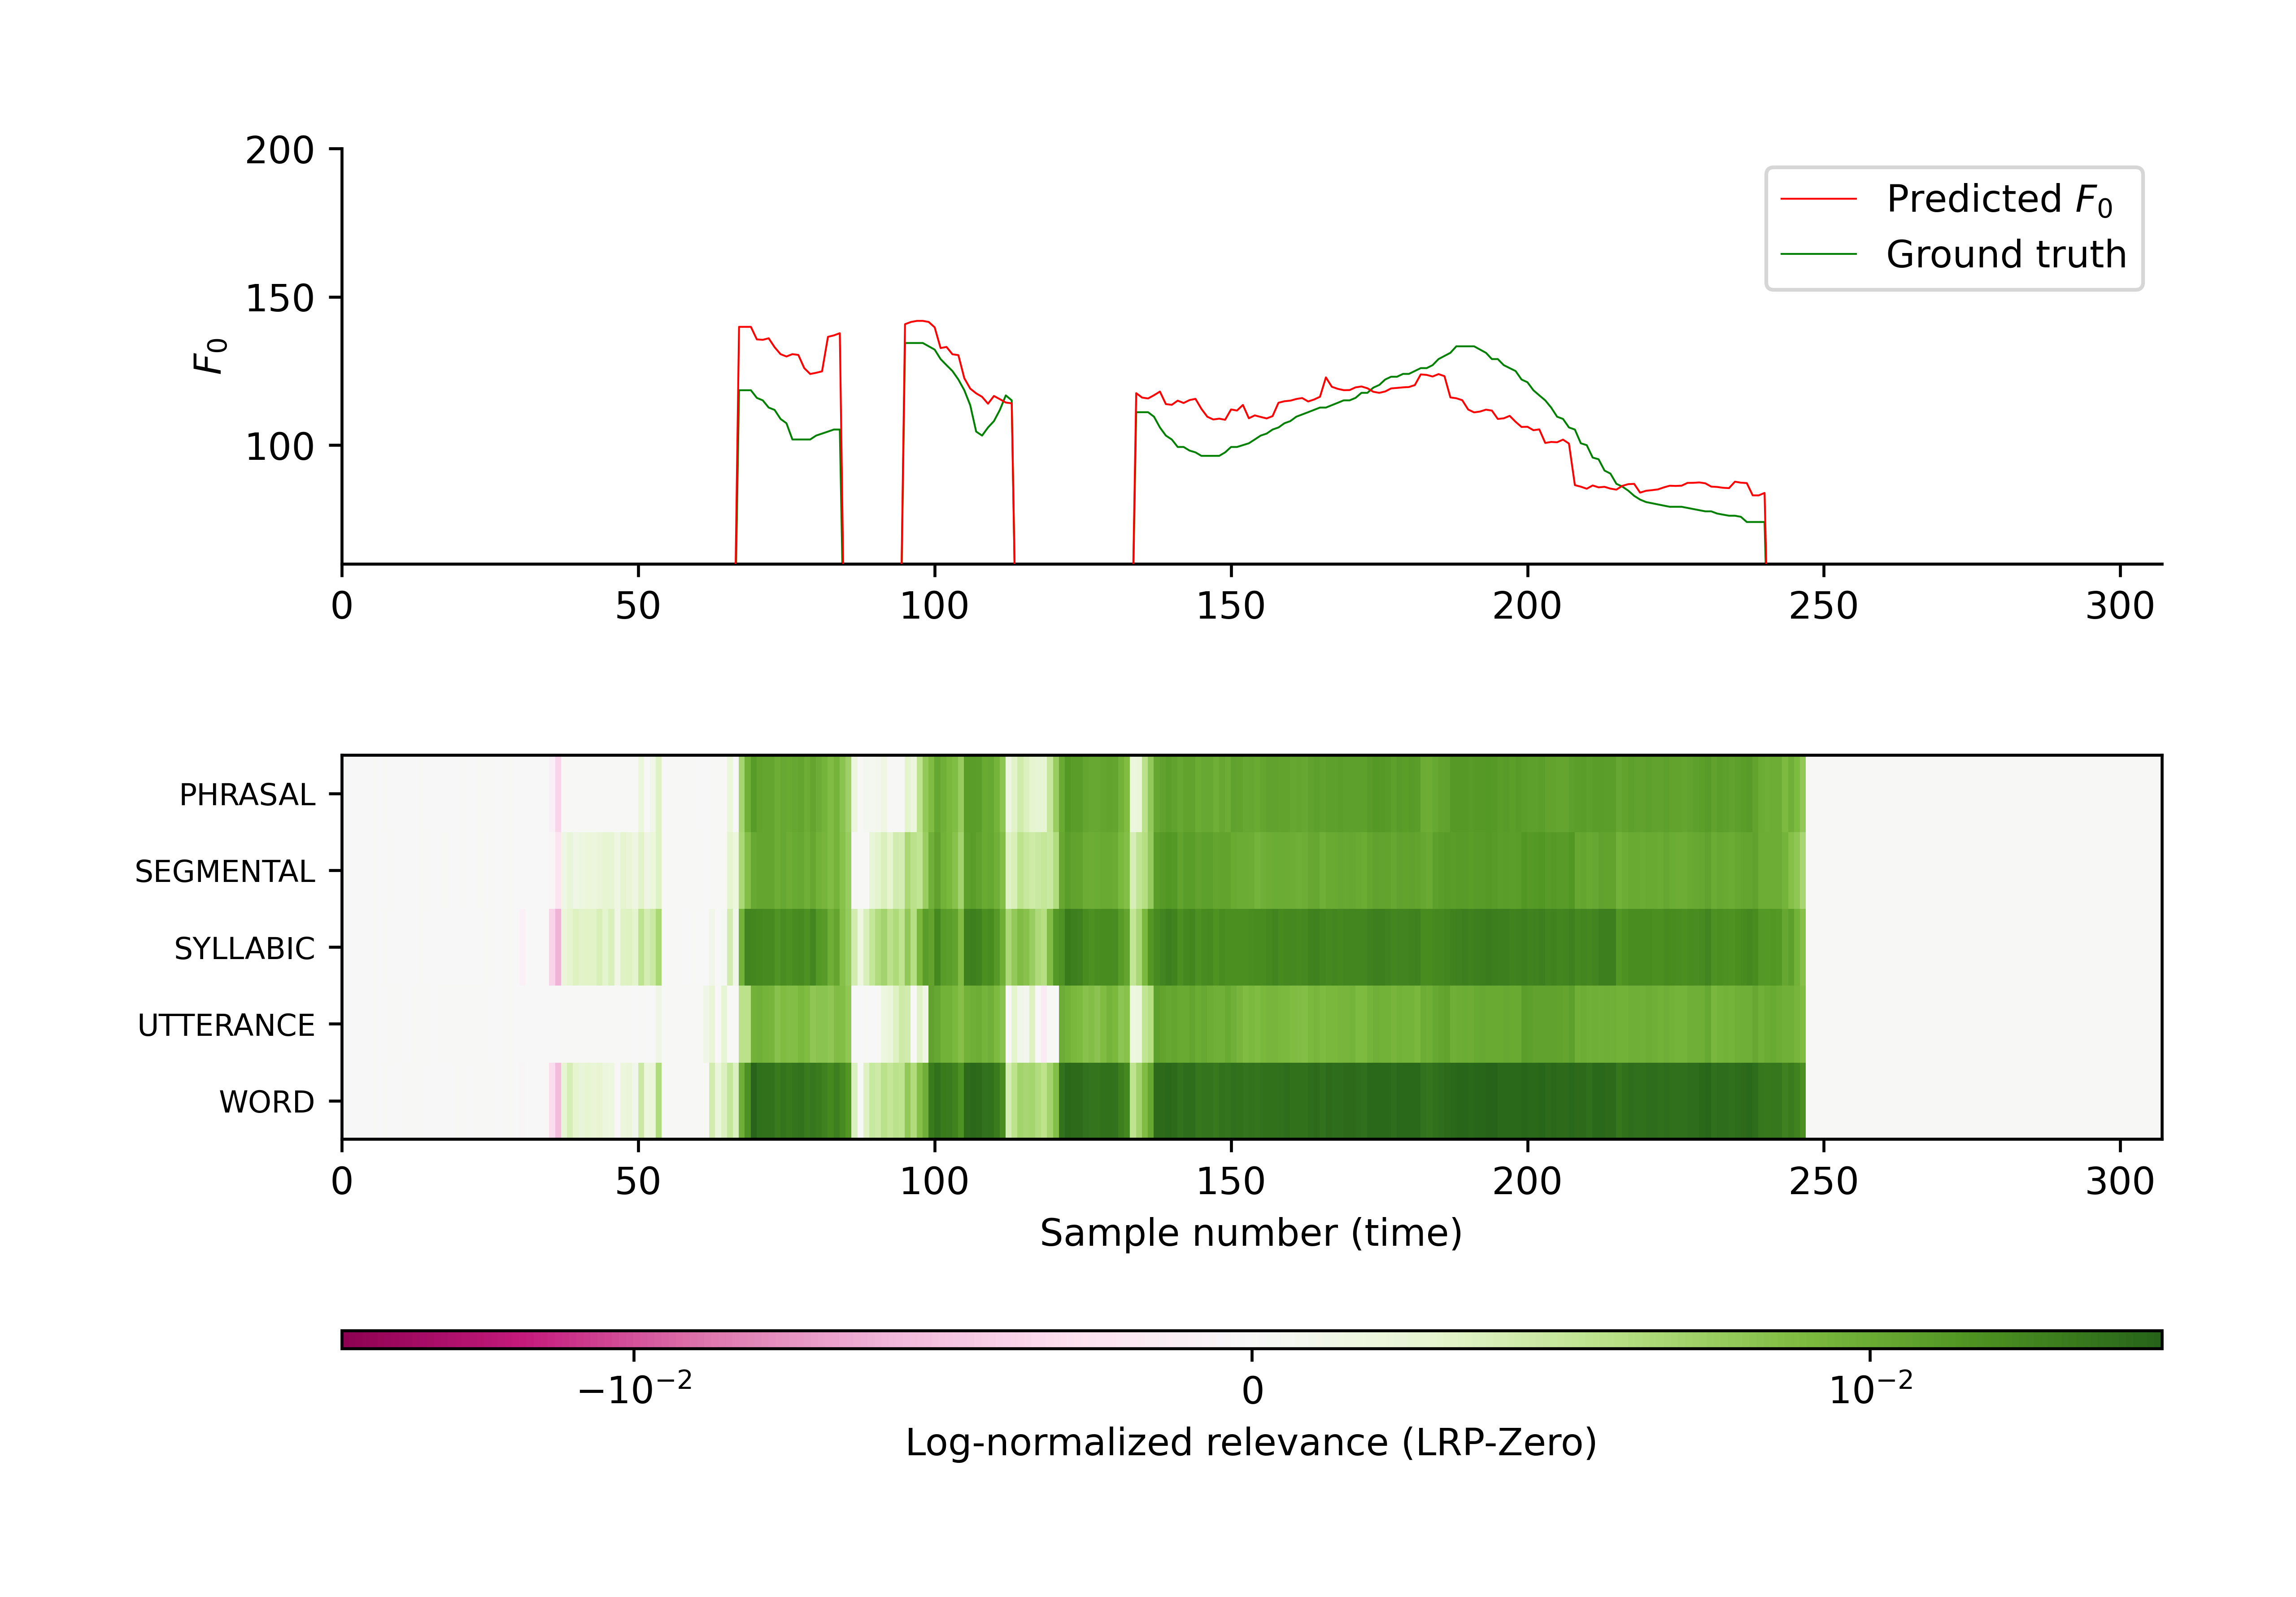 200
150
100
F₀
Predicted F₀
Ground truth
0 50 100 150 200 250 300
PHRASAL
SEGMENTAL
SYLLABIC
UTTERANCE
WORD
0 50 100 150 200 250 300
Sample number (time)
−10⁻² 0 10⁻²
Log-normalized relevance (LRP-Zero)